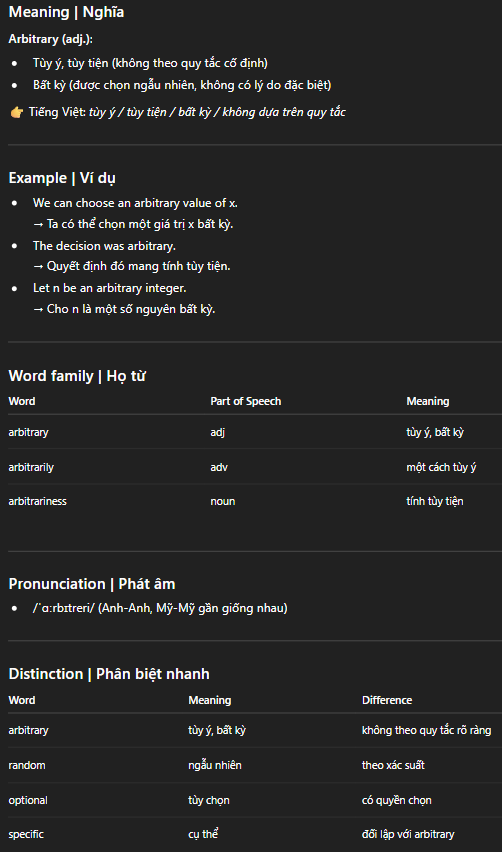 Meaning | Nghĩa
Arbitrary (adj.):
• Tùy ý, tùy tiện (không theo quy tắc cố định)
• Bất kỳ (được chọn ngẫu nhiên, không có lý do đặc biệt)
👉 Tiếng Việt: tùy ý / tùy tiện / bất kỳ / không dựa trên quy tắc
Example | Ví dụ
• We can choose an arbitrary value of x.
→ Ta có thể chọn một giá trị x bất kỳ.
• The decision was arbitrary.
→ Quyết định đó mang tính tùy tiện.
• Let n be an arbitrary integer.
→ Cho n là một số nguyên bất kỳ.
Word family | Họ từ
Word Part of Speech Meaning
arbitrary adj tùy ý, bất kỳ
arbitrarily adv một cách tùy ý
arbitrariness noun tính tùy tiện
Pronunciation | Phát âm
• /ˈɑːrbɪtreri/ (Anh-Anh, Mỹ-Mỹ gần giống nhau)
Distinction | Phân biệt nhanh
Word Meaning Difference
arbitrary tùy ý, bất kỳ không theo quy tắc rõ ràng
random ngẫu nhiên theo xác suất
optional tùy chọn có quyền chọn
specific cụ thể đối lập với arbitrary